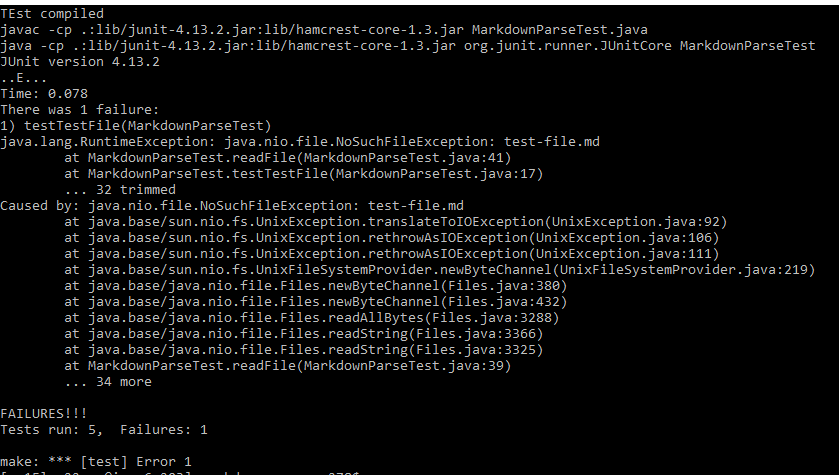 TEst compiled
javac -cp .:lib/junit-4.13.2.jar:lib/hamcrest-core-1.3.jar MarkdownParseTest.java
java -cp .:lib/junit-4.13.2.jar:lib/hamcrest-core-1.3.jar org.junit.runner.JUnitCore MarkdownParseTest
JUnit version 4.13.2
..E...
Time: 0.078
There was 1 failure:
1) testTestFile(MarkdownParseTest)
java.lang.RuntimeException: java.nio.file.NoSuchFileException: test-file.md
at MarkdownParseTest.readFile(MarkdownParseTest.java:41)
at MarkdownParseTest.testTestFile(MarkdownParseTest.java:17)
... 32 trimmed
Caused by: java.nio.file.NoSuchFileException: test-file.md
at java.base/sun.nio.fs.UnixException.translateToIOException(UnixException.java:92)
at java.base/sun.nio.fs.UnixException.rethrowAsIOException(UnixException.java:106)
at java.base/sun.nio.fs.UnixException.rethrowAsIOException(UnixException.java:111)
at java.base/sun.nio.fs.UnixFileSystemProvider.newByteChannel(UnixFileSystemProvider.java:219)
at java.base/java.nio.file.Files.newByteChannel(Files.java:380)
at java.base/java.nio.file.Files.newByteChannel(Files.java:432)
at java.base/java.nio.file.Files.readAllBytes(Files.java:3288)
at java.base/java.nio.file.Files.readString(Files.java:3366)
at java.base/java.nio.file.Files.readString(Files.java:3325)
at MarkdownParseTest.readFile(MarkdownParseTest.java:39)
... 34 more
FAILURES!!!
Tests run: 5,  Failures: 1
make: *** [test] Error 1